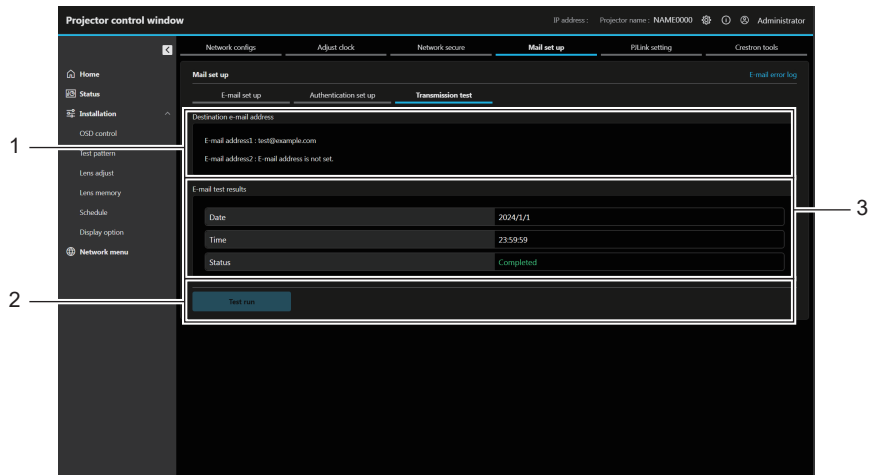 Projector control window
IP address : Projector name : NAME0000 Administrator
Network configs Adjust clock Network secure Mail set up PJLink setting Crestron tools
Home
Status
Installation
OSD control
Test pattern
Lens adjust
Lens memory
Schedule
Display option
Network menu
Mail set up E-mail error log
E-mail set up Authentication set up Transmission test
Destination e-mail address
E-mail address1 : test@example.com
E-mail address2 : E-mail address is not set.
E-mail test results
Date 2024/1/1
Time 23:59:59
Status Completed
Test run
1
2
3